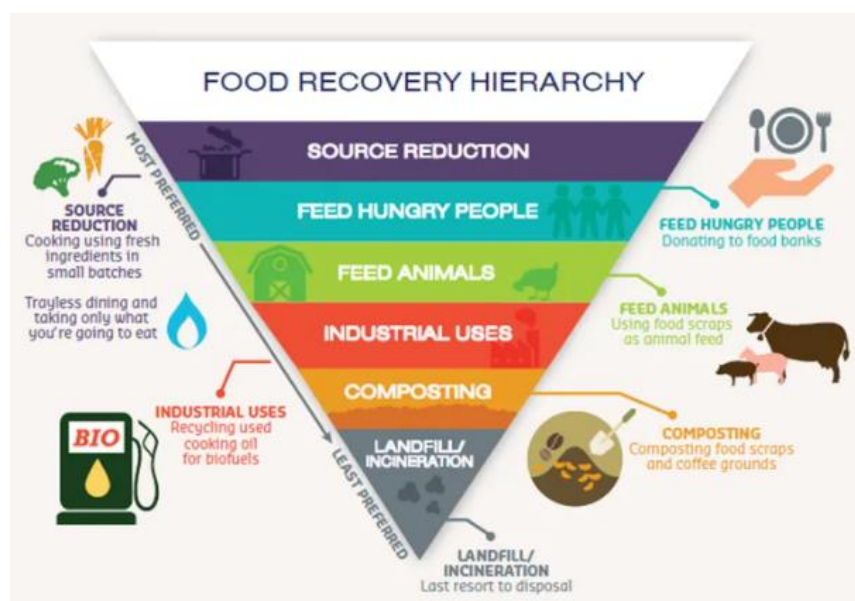 FOOD RECOVERY HIERARCHY
MOST PREFERRED
SOURCE REDUCTION
FEED HUNGRY PEOPLE
FEED ANIMALS
INDUSTRIAL USES
COMPOSTING
LANDFILL/
INCINERATION
LEAST PREFERRED
SOURCE
REDUCTION
Cooking using fresh
ingredients in
small batches
Trayless dining and
taking only what
you're going to eat
FEED HUNGRY PEOPLE
Donating to food banks
FEED ANIMALS
Using food scraps
as animal feed
INDUSTRIAL USES
Recycling used
cooking oil
for biofuels
BIO
COMPOSTING
Composting food scraps
and coffee grounds
LANDFILL/
INCINERATION
Last resort to disposal